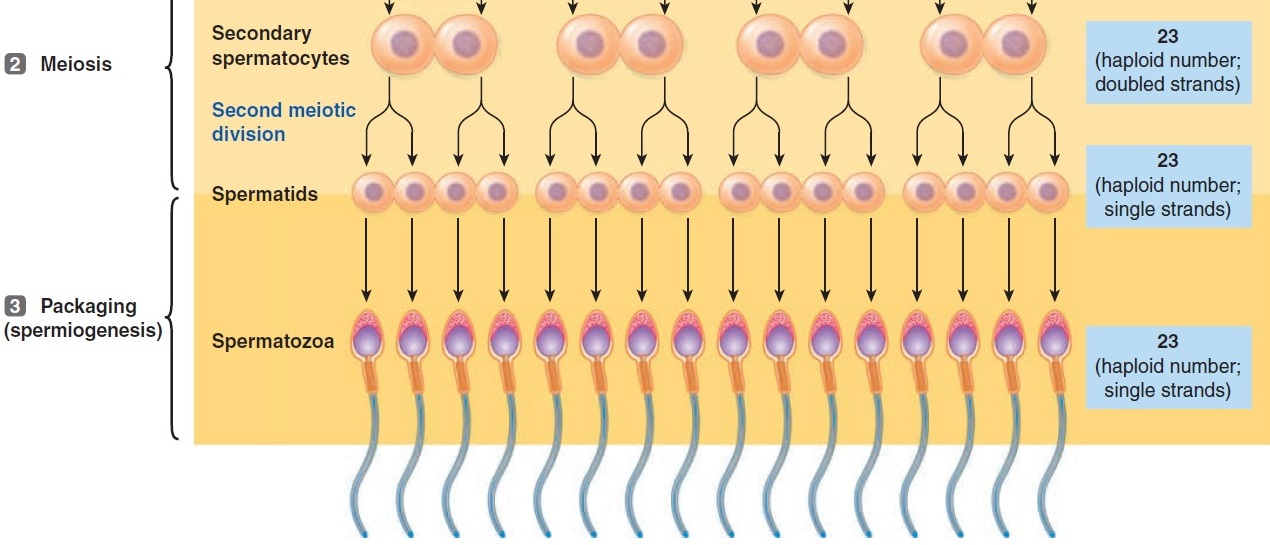 Secondary
spermatocytes
23
(haploid number;
doubled strands)
2 Meiosis
Second meiotic
division
Spermatids
23
(haploid number;
single strands)
3 Packaging
(spermiogenesis)
Spermatozoa
23
(haploid number;
single strands)